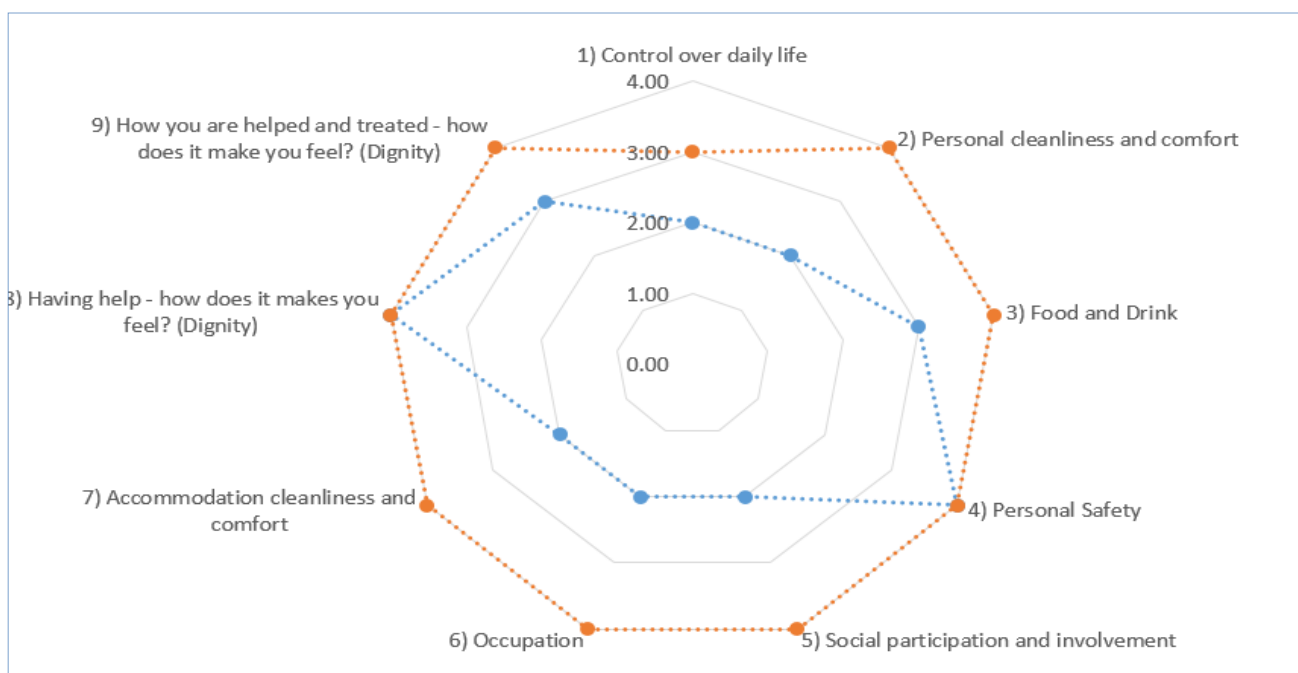 1) Control over daily life
4.00
9) How you are helped and treated - how
does it make you feel? (Dignity)
2) Personal cleanliness and comfort
3.00
2.00
1.00
8) Having help - how does it makes you
feel? (Dignity)
3) Food and Drink
0.00
7) Accommodation cleanliness and
comfort
4) Personal Safety
6) Occupation
5) Social participation and involvement